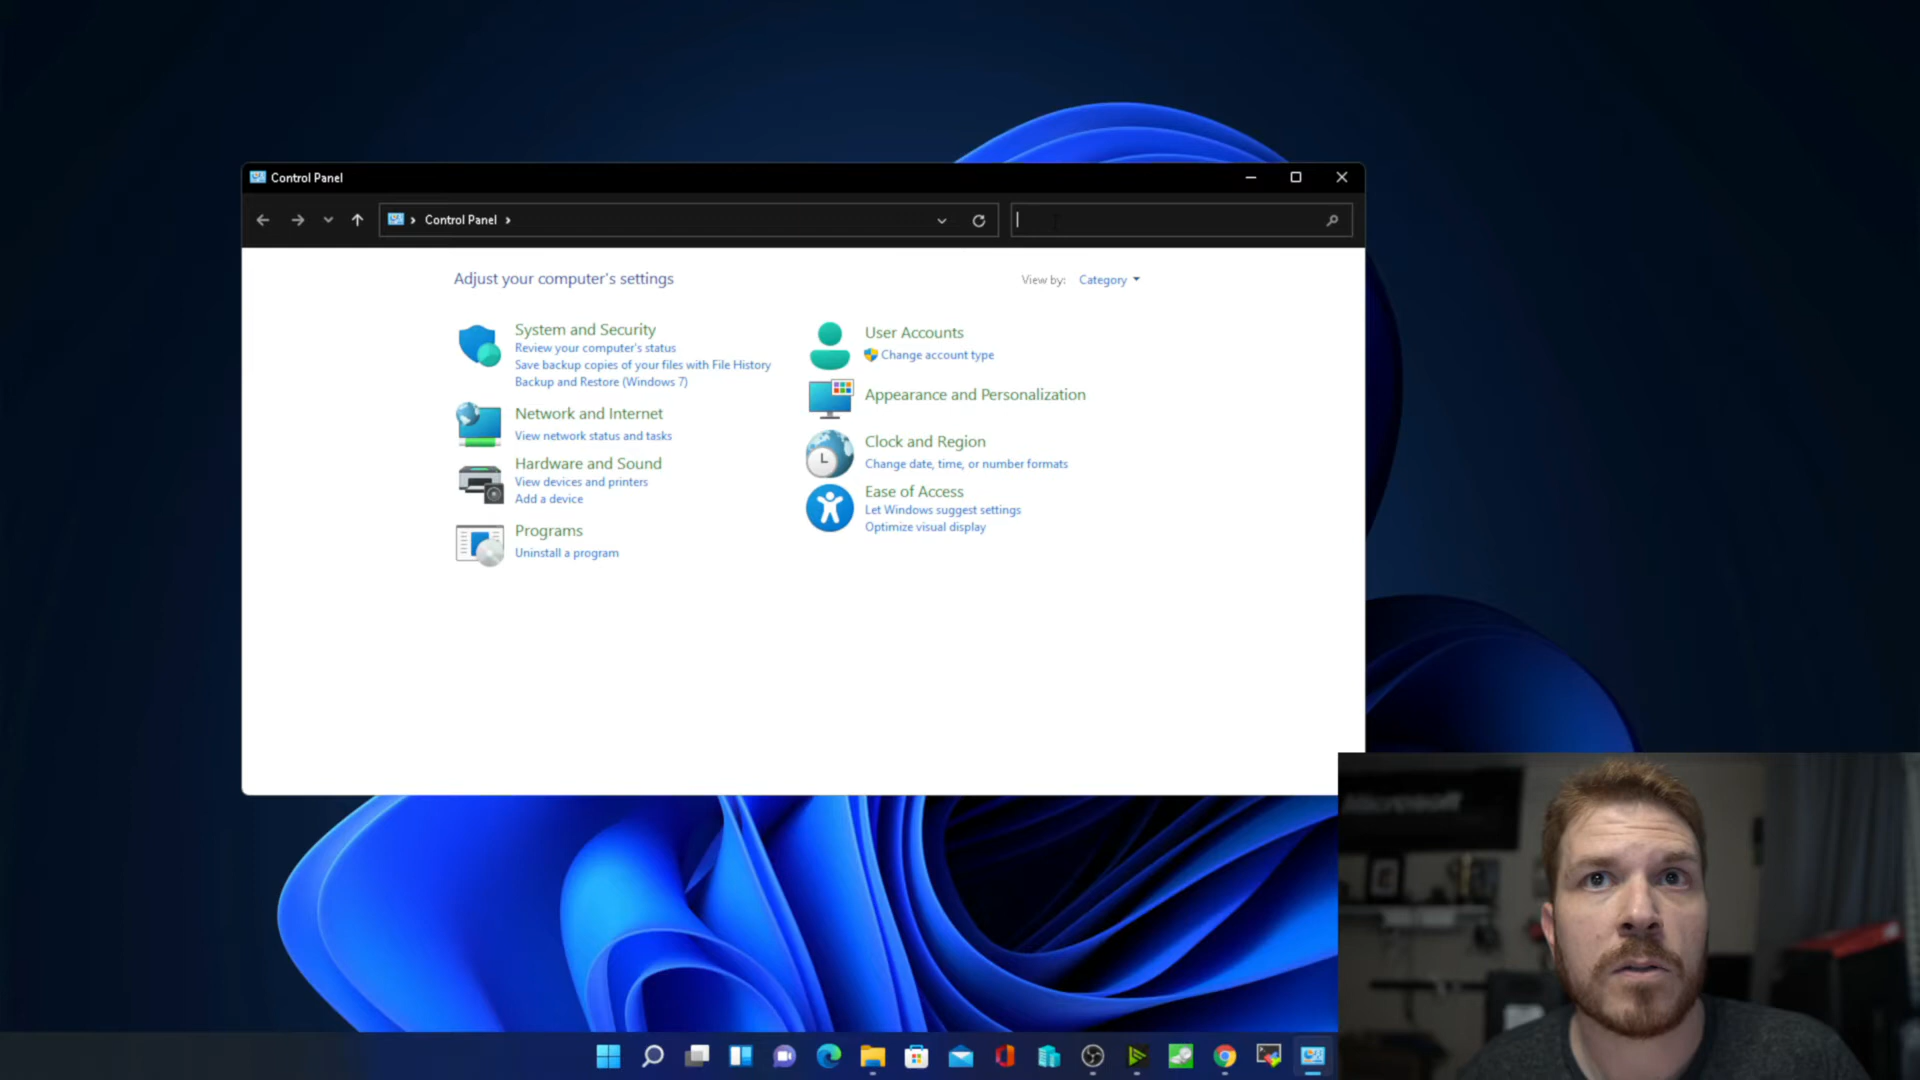 Control Panel
Control Panel
Adjust your computer's settings
View by: Category
System and Security
Review your computer's status
Save backup copies of your files with File History
Backup and Restore (Windows 7)
Network and Internet
View network status and tasks
Hardware and Sound
View devices and printers
Add a device
Programs
Uninstall a program
User Accounts
Change account type
Appearance and Personalization
Clock and Region
Change date, time, or number formats
Ease of Access
Let Windows suggest settings
Optimize visual display
Microsoft